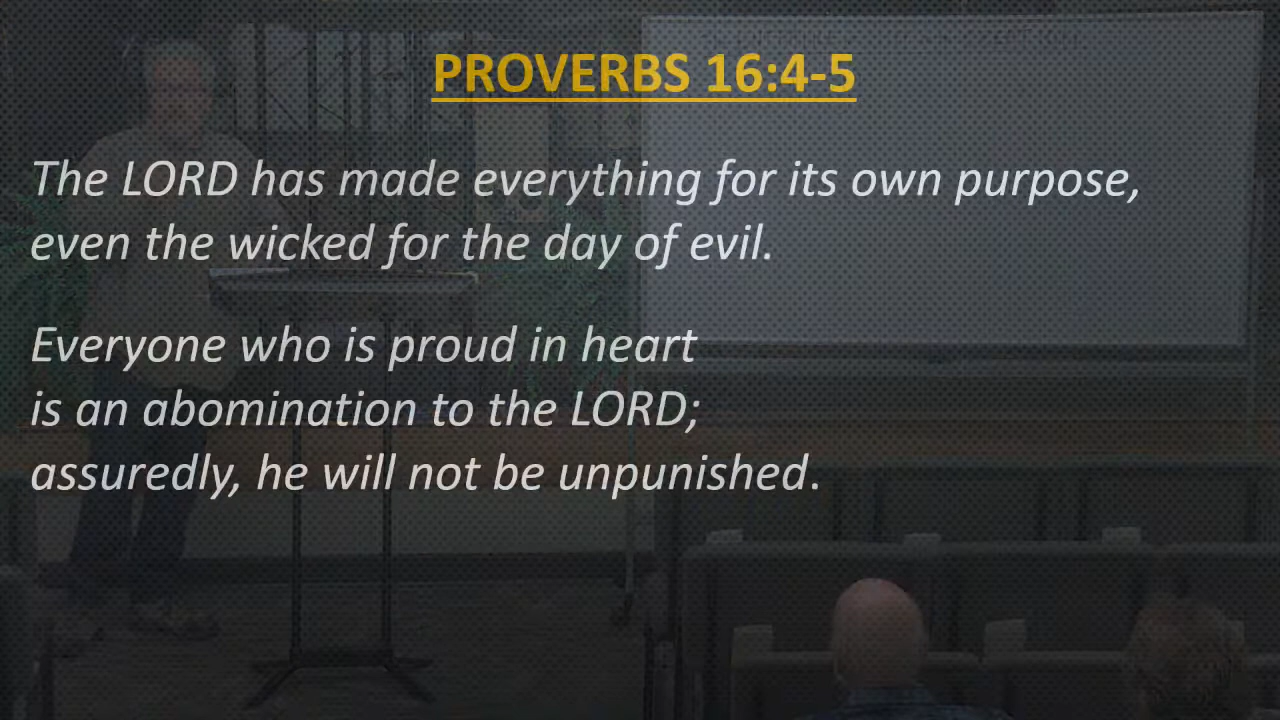 PROVERBS 16:4-5
The LORD has made everything for its own purpose,
even the wicked for the day of evil.
Everyone who is proud in heart
is an abomination to the LORD;
assuredly, he will not be unpunished.